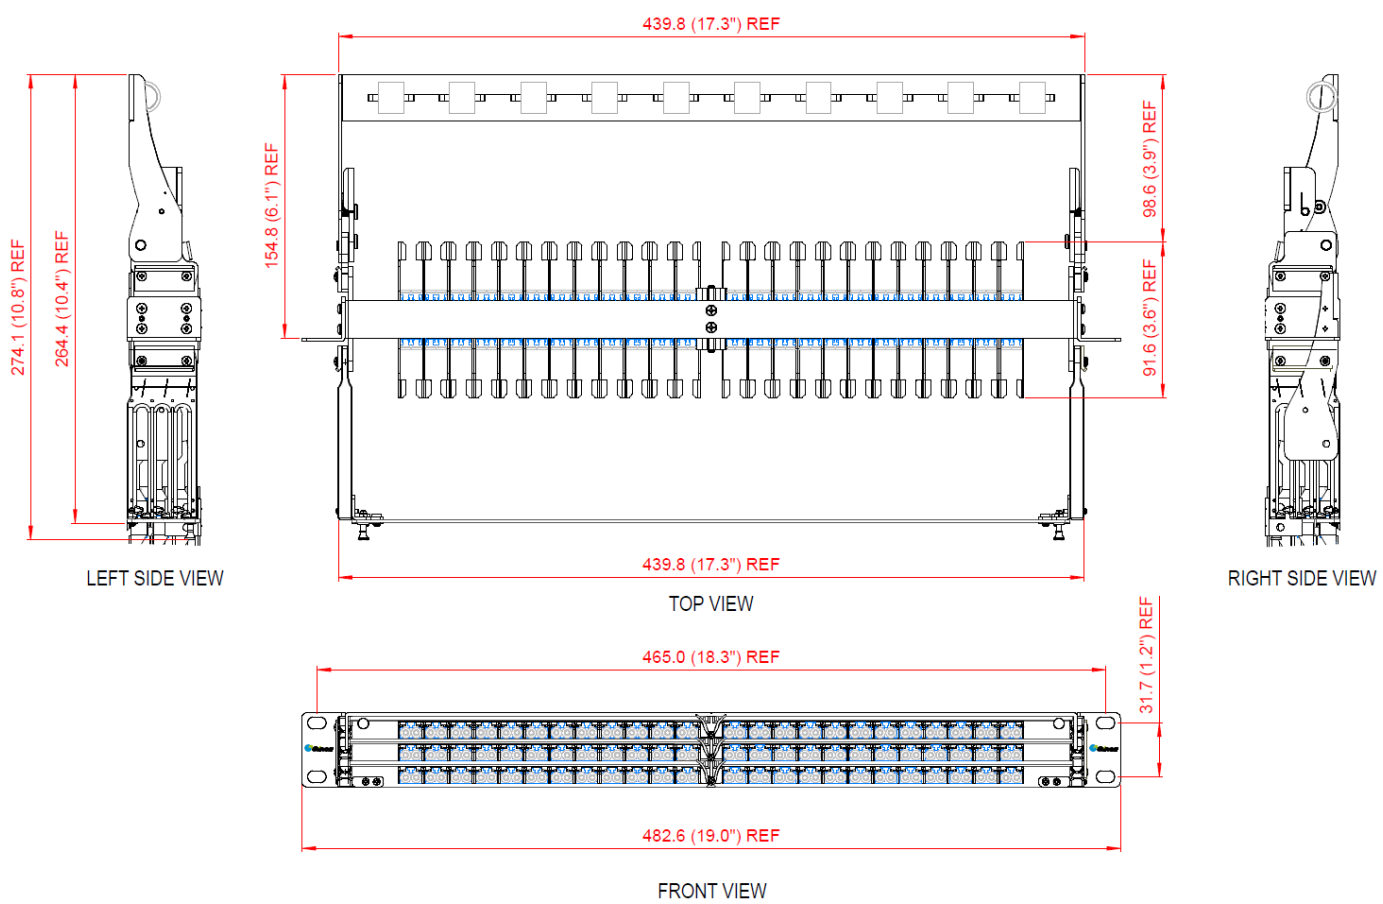 439.8 (17.3") REF
274.1 (10.8") REF
264.4 (10.4") REF
154.8 (6.1") REF
98.6 (3.9") REF
91.6 (3.6") REF
LEFT SIDE VIEW
439.8 (17.3") REF
TOP VIEW
RIGHT SIDE VIEW
465.0 (18.3") REF
31.7 (1.2") REF
482.6 (19.0") REF
FRONT VIEW